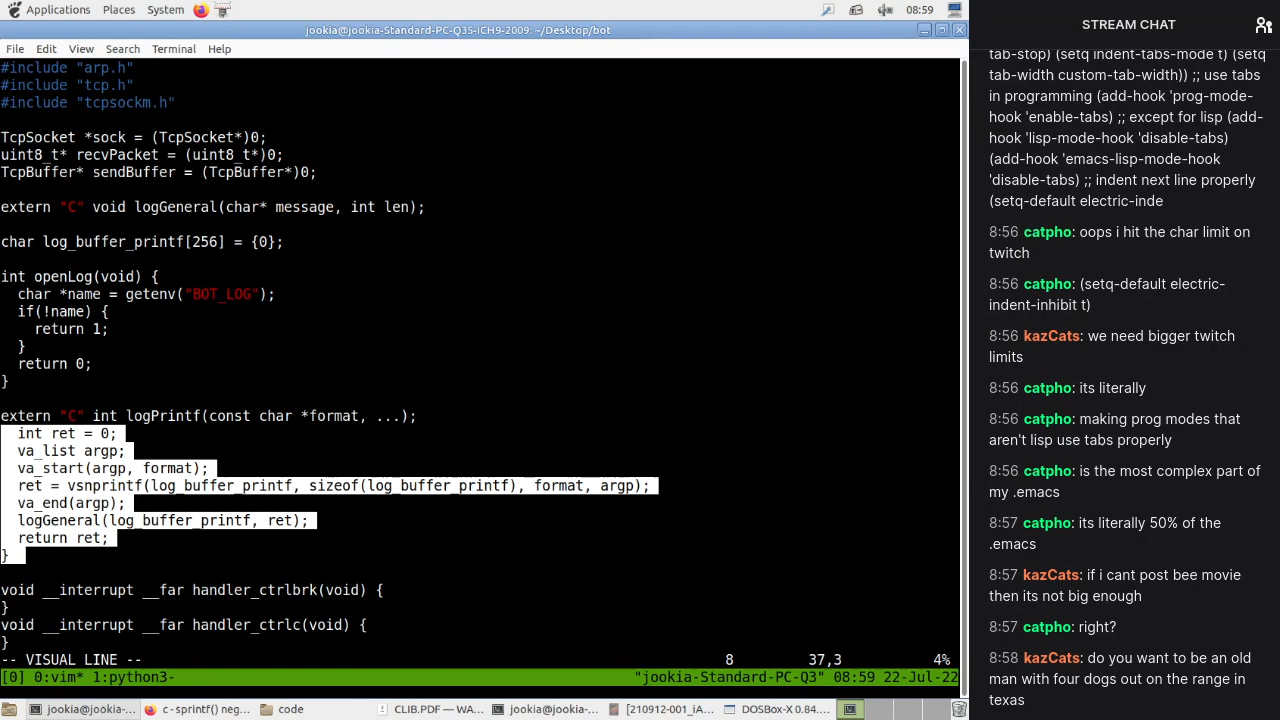 Applications Places System 08:59
jookia@jookia-Standard-PC-Q35-ICH9-2009: ~/Desktop/bot
File Edit View Search Terminal Help
#include "arp.h"
#include "tcp.h"
#include "tcpsockm.h"
TcpSocket *sock = (TcpSocket*)0;
uint8_t* recvPacket = (uint8_t*)0;
TcpBuffer* sendBuffer = (TcpBuffer*)0;
extern "C" void logGeneral(char* message, int len);
char log_buffer_printf[256] = {0};
int openLog(void) {
char *name = getenv("BOT_LOG");
if(!name) {
return 1;
}
return 0;
}
extern "C" int logPrintf(const char *format, ...);
int ret = 0;
va_list argp;
va_start(argp, format);
ret = vsnprintf(log_buffer_printf, sizeof(log_buffer_printf), format, argp);
va_end(argp);
logGeneral(log_buffer_printf, ret);
return ret;
}
void __interrupt __far handler_ctrlbrk(void) {
}
void __interrupt __far handler_ctrlc(void) {
}
-- VISUAL LINE -- 8 37,3 4%
[0] 0:vim* 1:python3- "jookia-Standard-PC-Q3" 08:59 22-Jul-22
jookia@jookia-... c - sprintf() neg... code CLIB.PDF — WA... jookia@jookia-... [210912-001_iA... DOSBox-X 0.84...
STREAM CHAT
tab-stop) (setq indent-tabs-mode t) (setq
tab-width custom-tab-width)) ;; use tabs
in programming (add-hook 'prog-mode-
hook 'enable-tabs) ;; except for lisp (add-
hook 'lisp-mode-hook 'disable-tabs)
(add-hook 'emacs-lisp-mode-hook
'disable-tabs) ;; indent next line properly
(setq-default electric-inde
8:56 catpho: oops i hit the char limit on
twitch
8:56 catpho: (setq-default electric-
indent-inhibit t)
8:56 kazCats: we need bigger twitch
limits
8:56 catpho: its literally
8:56 catpho: making prog modes that
aren't lisp use tabs properly
8:56 catpho: is the most complex part of
my .emacs
8:57 catpho: its literally 50% of the
.emacs
8:57 kazCats: if i cant post bee movie
then its not big enough
8:57 catpho: right?
8:58 kazCats: do you want to be an old
man with four dogs out on the range in
texas